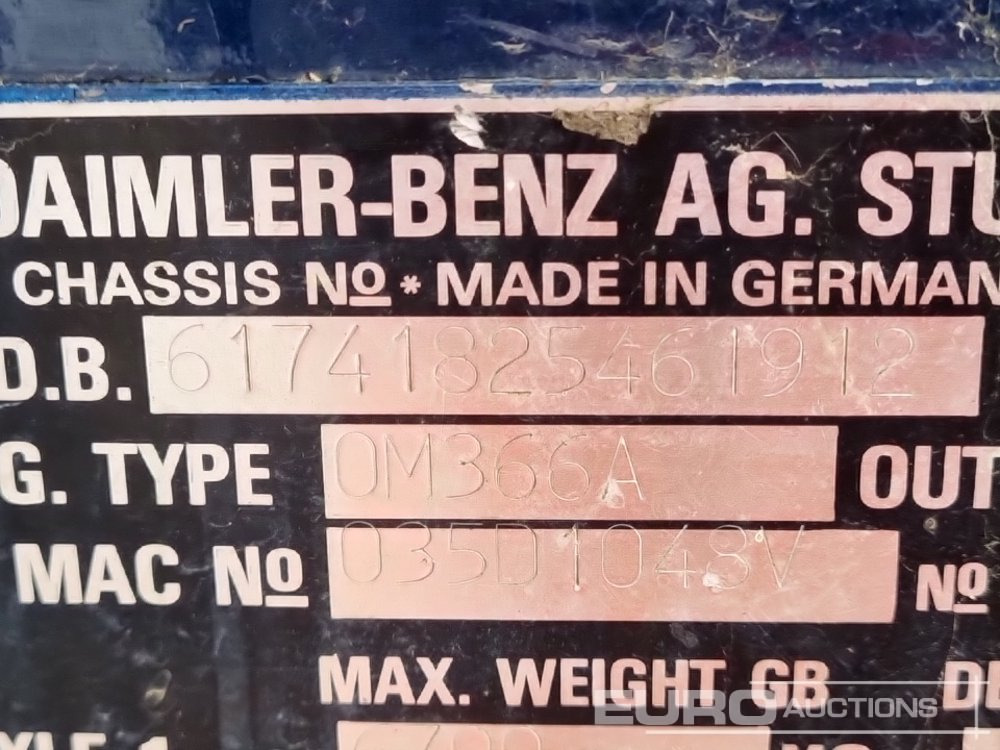 DAIMLER-BENZ AG. STU
CHASSIS No * MADE IN GERMAN
D.B. 61741825461912
G. TYPE OM366A OUT
MAC No 035D1048V No
MAX. WEIGHT GB
EURO AUCTIONS